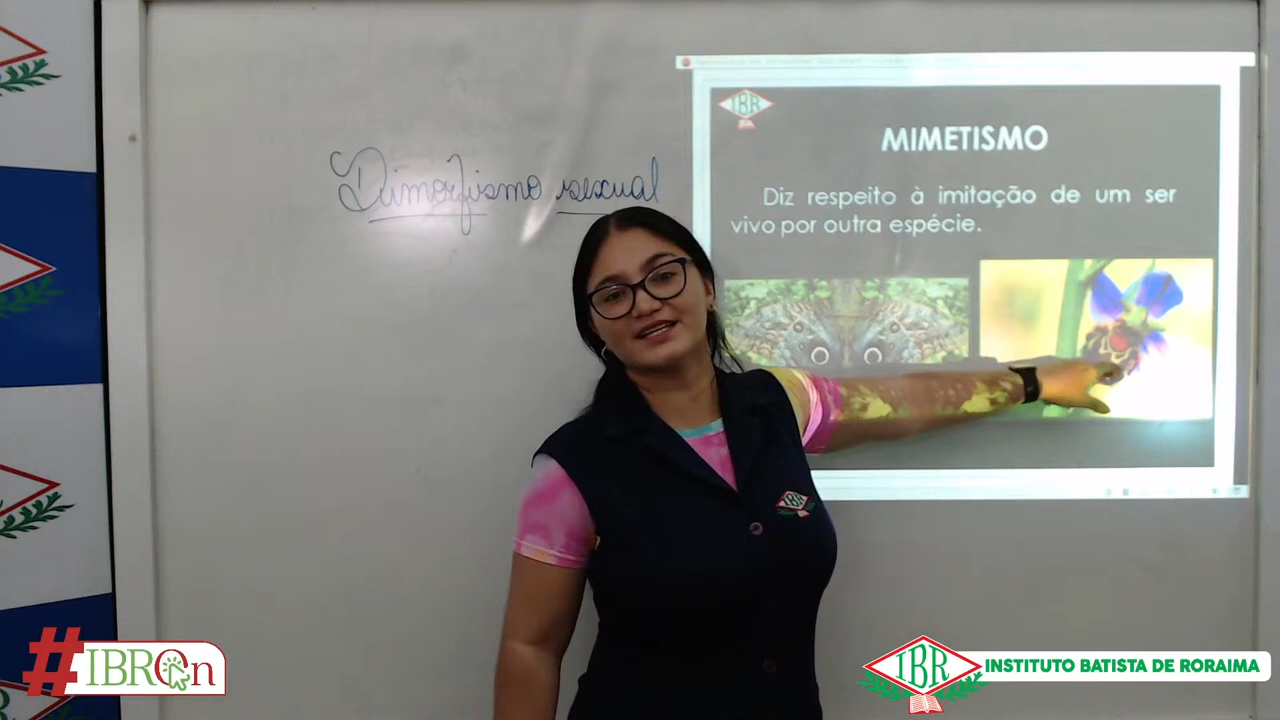 IBR
MIMETISMO
Diz respeito à imitação de um ser
vivo por outra espécie.
Dimorfismo sexual
IBR
#IBROn
IBR
INSTITUTO BATISTA DE RORAIMA